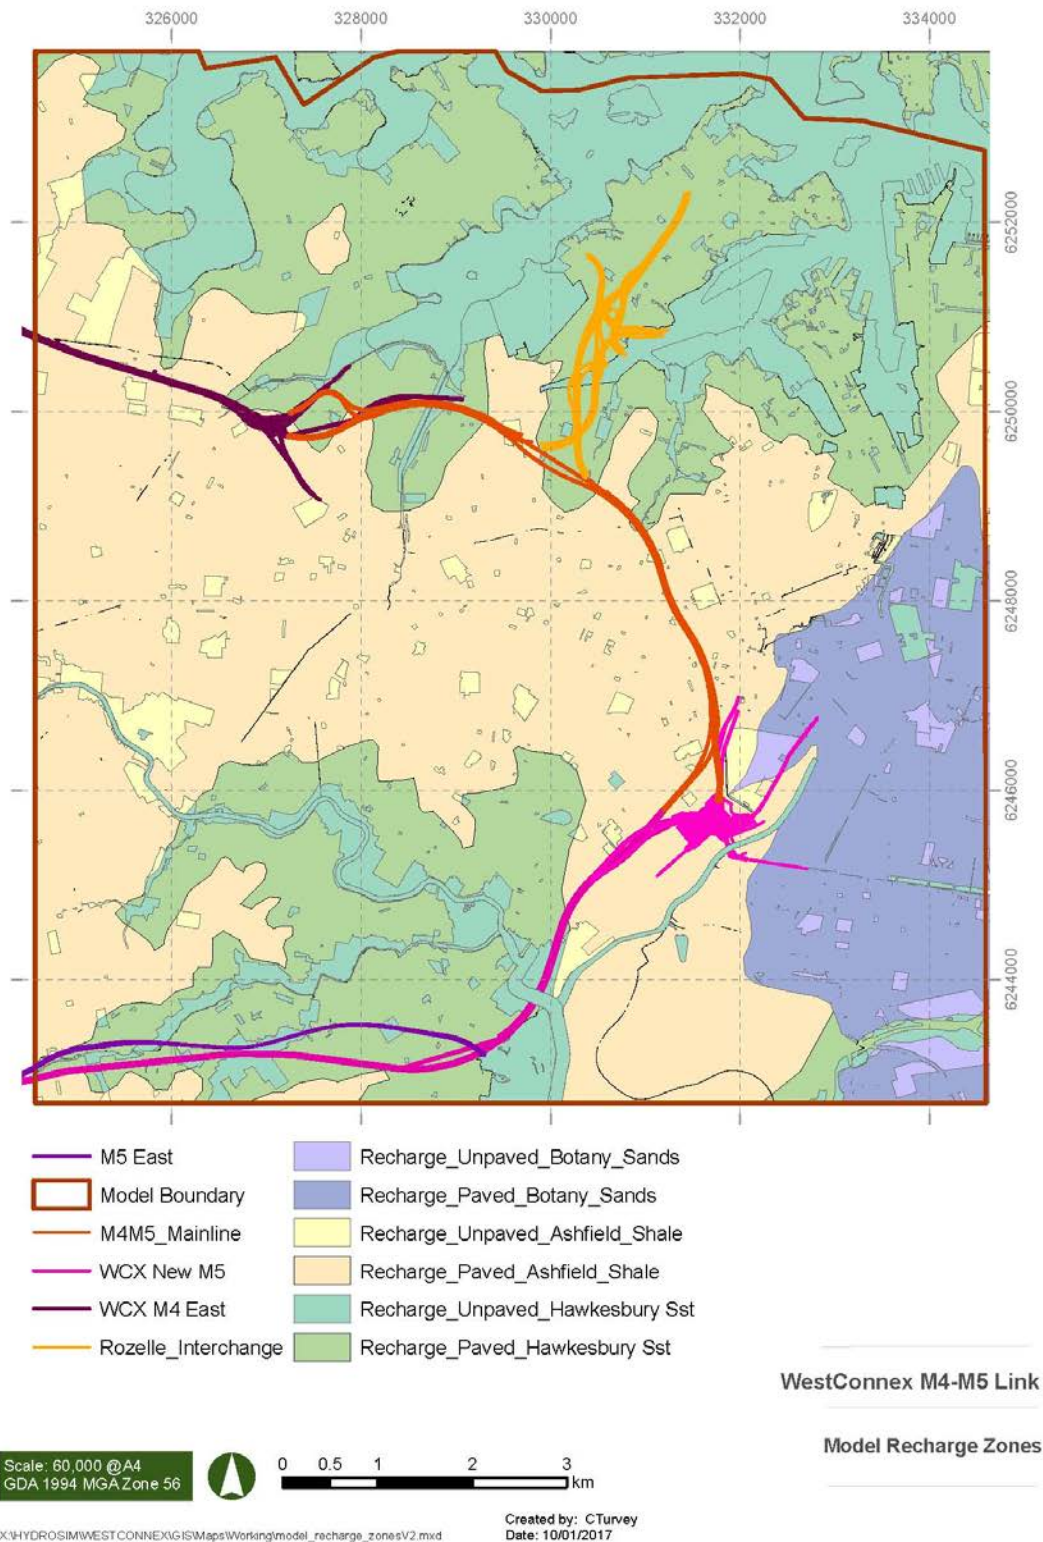 326000 328000 330000 332000 334000
6252000
6250000
6248000
6246000
6244000
M5 East
Model Boundary
M4M5_Mainline
WCX New M5
WCX M4 East
Rozelle_Interchange
Recharge_Unpaved_Botany_Sands
Recharge_Paved_Botany_Sands
Recharge_Unpaved_Ashfield_Shale
Recharge_Paved_Ashfield_Shale
Recharge_Unpaved_Hawkesbury Sst
Recharge_Paved_Hawkesbury Sst
WestConnex M4-M5 Link
Model Recharge Zones
Scale: 60,000 @A4
GDA 1994 MGA Zone 56
0 0.5 1 2 3
km
X:\HYDROSIM\WESTCONNEX\GIS\Maps\Working\model_recharge_zonesV2.mxd
Created by: CTurvey
Date: 10/01/2017